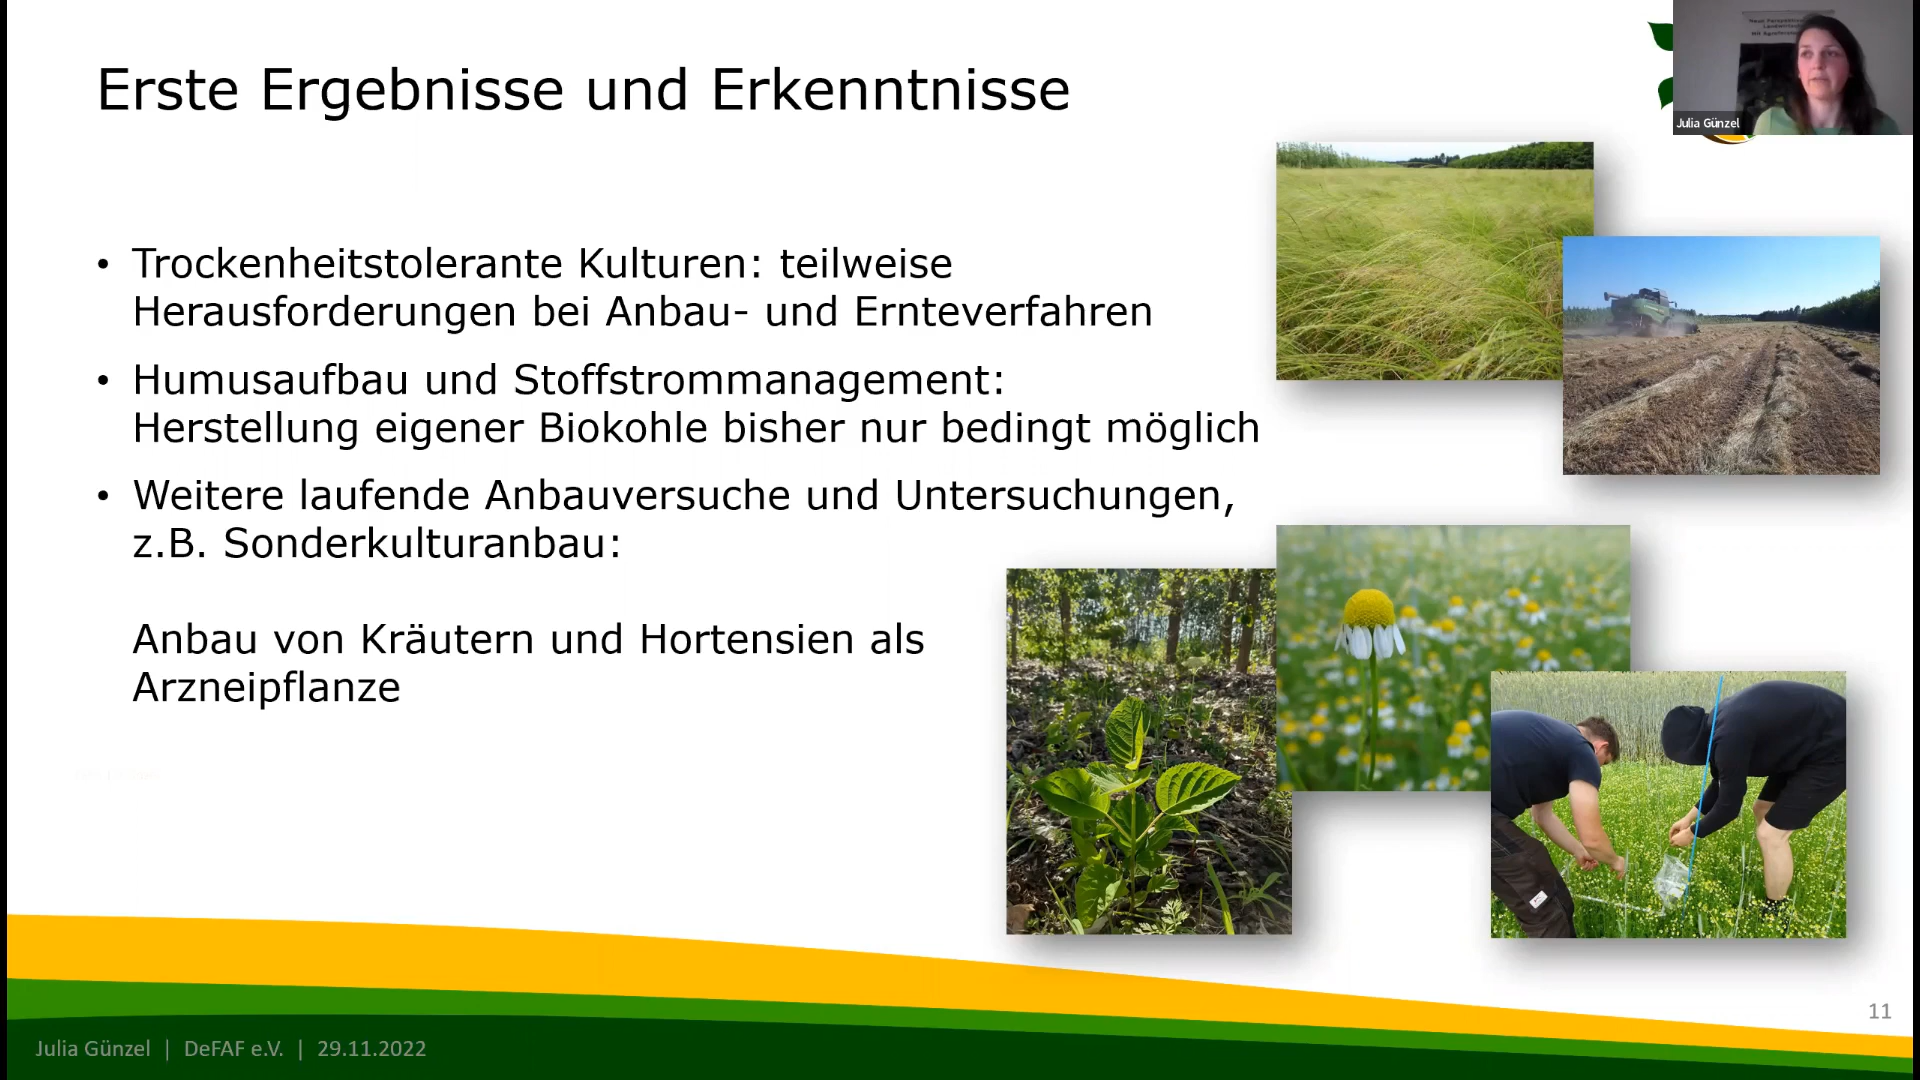 Erste Ergebnisse und Erkenntnisse
Julia Günzel
• Trockenheitstolerante Kulturen: teilweise
Herausforderungen bei Anbau- und Ernteverfahren
• Humusaufbau und Stoffstrommanagement:
Herstellung eigener Biokohle bisher nur bedingt möglich
• Weitere laufende Anbauversuche und Untersuchungen,
z.B. Sonderkulturanbau:
Anbau von Kräutern und Hortensien als
Arzneipflanze
11
Julia Günzel | DeFAF e.V. | 29.11.2022